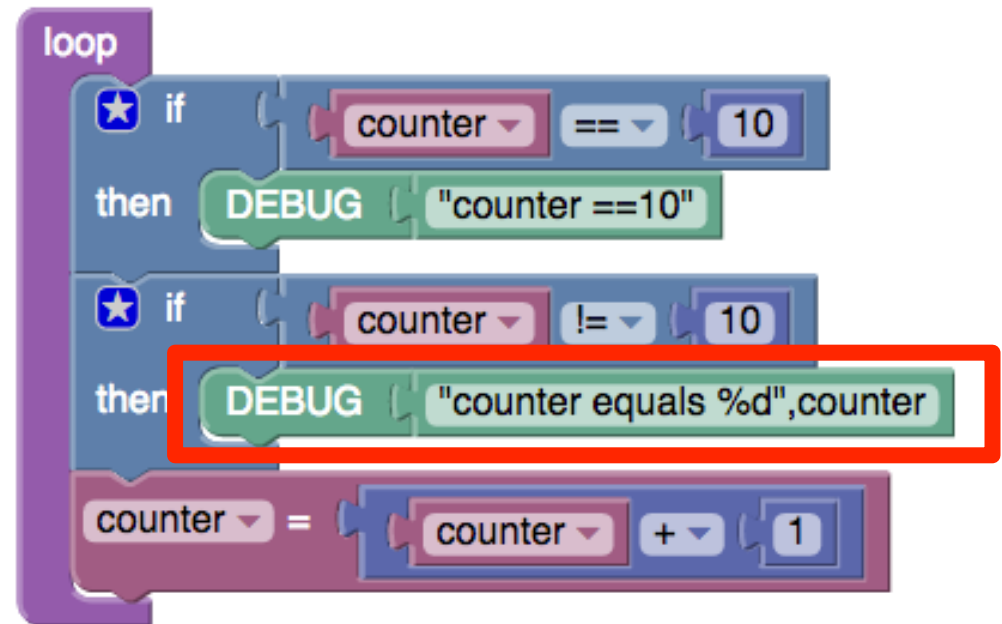 loop
if counter == 10
then DEBUG "counter ==10"
if counter != 10
then DEBUG "counter equals %d",counter
counter = counter + 1